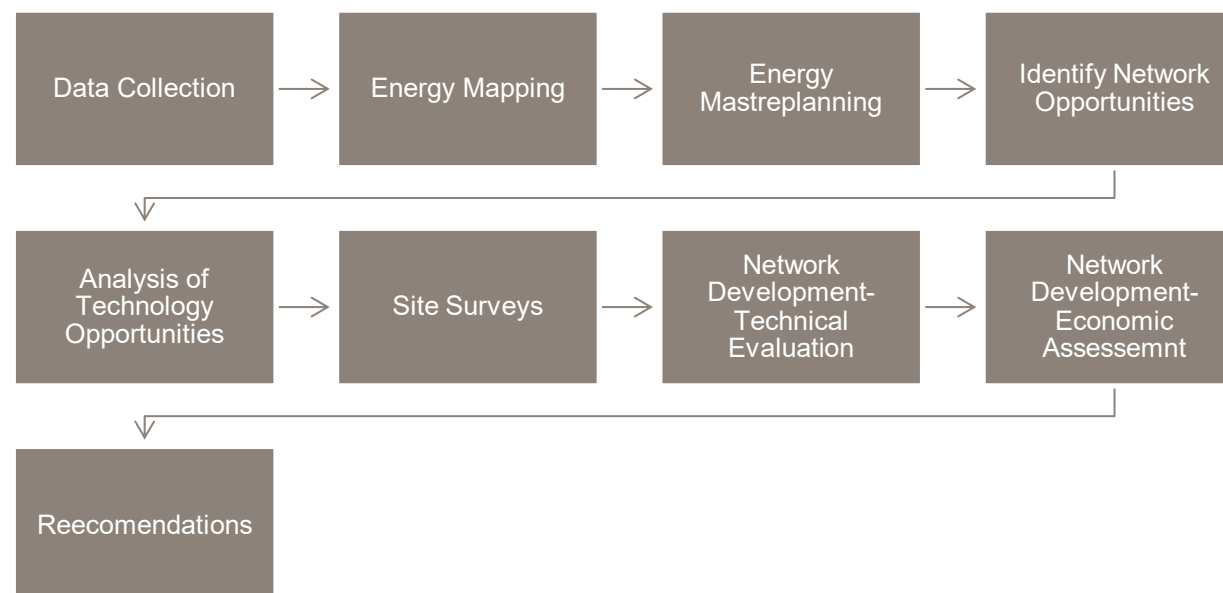 Data Collection
Energy Mapping
Energy
Mastreplanning
Identify Network
Opportunities
Analysis of
Technology
Opportunities
Site Surveys
Network
Development-
Technical
Evaluation
Network
Development-
Economic
Assessemnt
Reecomendations